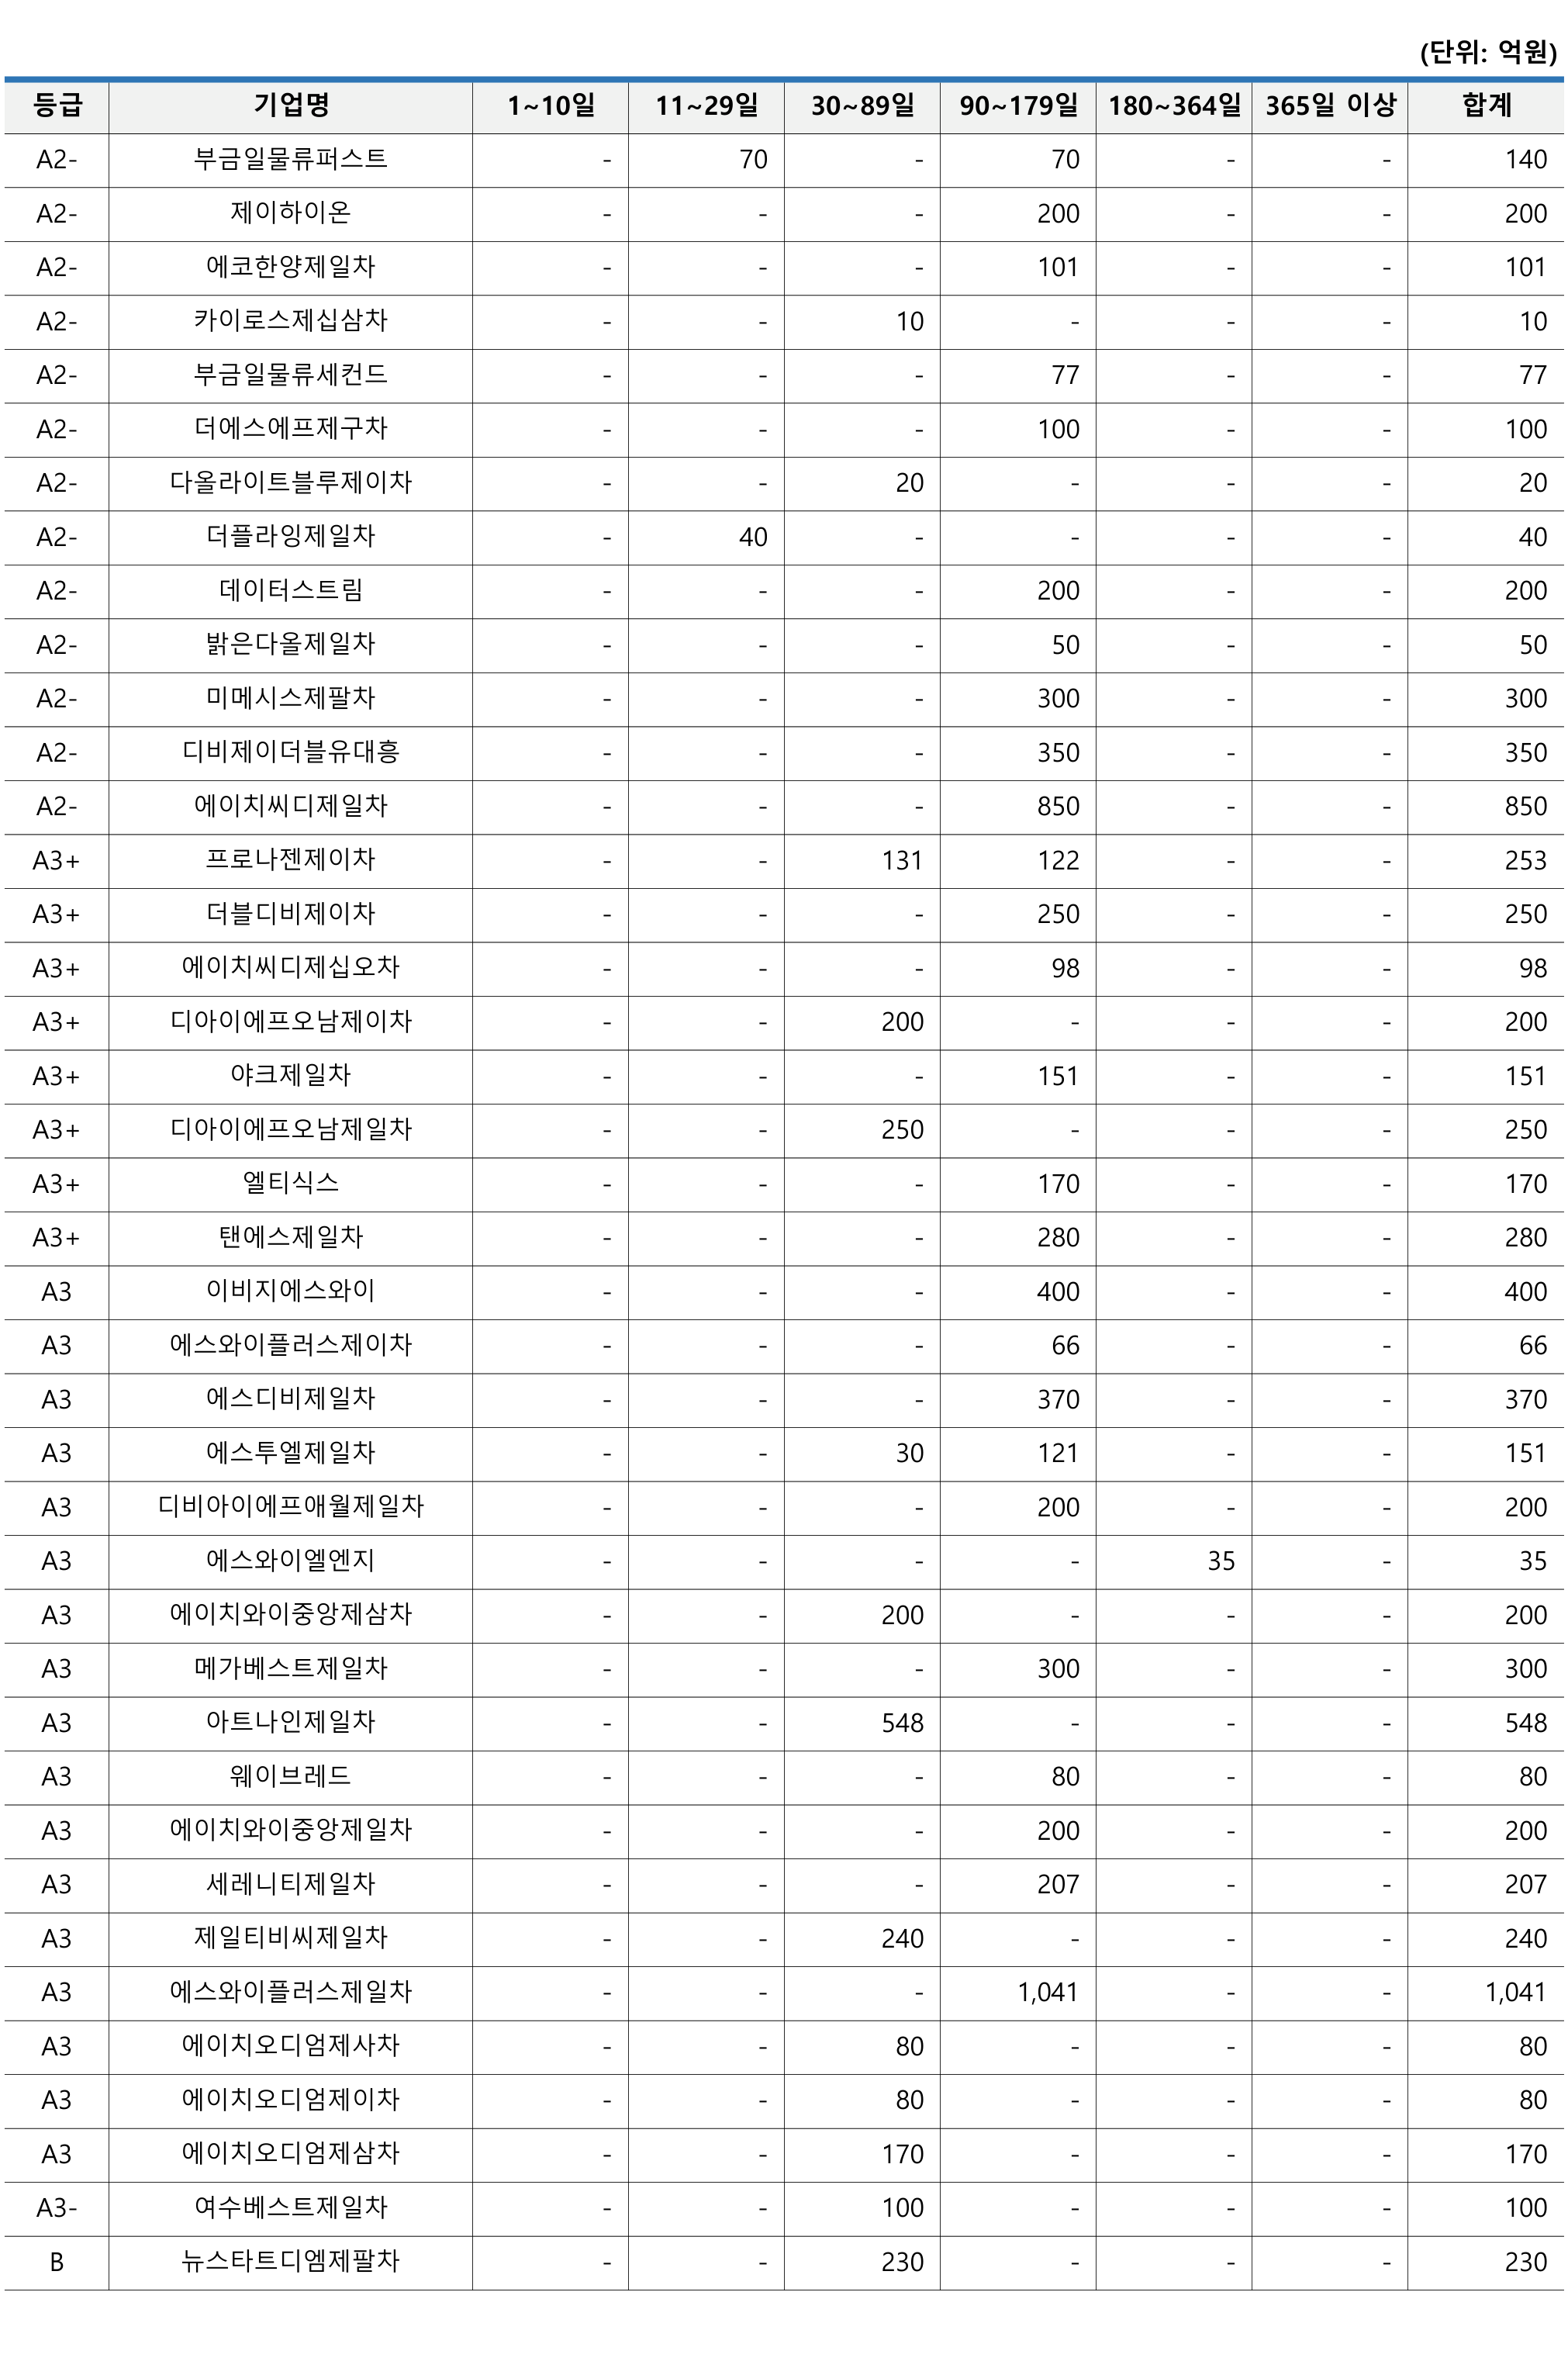 (단위: 억원)
등급 기업명 1~10일 11~29일 30~89일 90~179일 180~364일 365일 이상 합계
A2- 부금일물류퍼스트 - 70 - 70 - - 140
A2- 제이하이온 - - - 200 - - 200
A2- 에코한양제일차 - - - 101 - - 101
A2- 카이로스제십삼차 - - 10 - - - 10
A2- 부금일물류세컨드 - - - 77 - - 77
A2- 더에스에프제구차 - - - 100 - - 100
A2- 다올라이트블루제이차 - - 20 - - - 20
A2- 더플라잉제일차 - 40 - - - - 40
A2- 데이터스트림 - - - 200 - - 200
A2- 밝은다올제일차 - - - 50 - - 50
A2- 미메시스제팔차 - - - 300 - - 300
A2- 디비제이더블유대흥 - - - 350 - - 350
A2- 에이치씨디제일차 - - - 850 - - 850
A3+ 프로나젠제이차 - - 131 122 - - 253
A3+ 더블디비제이차 - - - 250 - - 250
A3+ 에이치씨디제십오차 - - - 98 - - 98
A3+ 디아이에프오남제이차 - - 200 - - - 200
A3+ 야크제일차 - - - 151 - - 151
A3+ 디아이에프오남제일차 - - 250 - - - 250
A3+ 엘티식스 - - - 170 - - 170
A3+ 탠에스제일차 - - - 280 - - 280
A3 이비지에스와이 - - - 400 - - 400
A3 에스와이플러스제이차 - - - 66 - - 66
A3 에스디비제일차 - - - 370 - - 370
A3 에스투엘제일차 - - 30 121 - - 151
A3 디비아이에프애월제일차 - - - 200 - - 200
A3 에스와이엘엔지 - - - - 35 - 35
A3 에이치와이중앙제삼차 - - 200 - - - 200
A3 메가베스트제일차 - - - 300 - - 300
A3 아트나인제일차 - - 548 - - - 548
A3 웨이브레드 - - - 80 - - 80
A3 에이치와이중앙제일차 - - - 200 - - 200
A3 세레니티제일차 - - - 207 - - 207
A3 제일티비씨제일차 - - 240 - - - 240
A3 에스와이플러스제일차 - - - 1,041 - - 1,041
A3 에이치오디엄제사차 - - 80 - - - 80
A3 에이치오디엄제이차 - - 80 - - - 80
A3 에이치오디엄제삼차 - - 170 - - - 170
A3- 여수베스트제일차 - - 100 - - - 100
B 뉴스타트디엠제팔차 - - 230 - - - 230